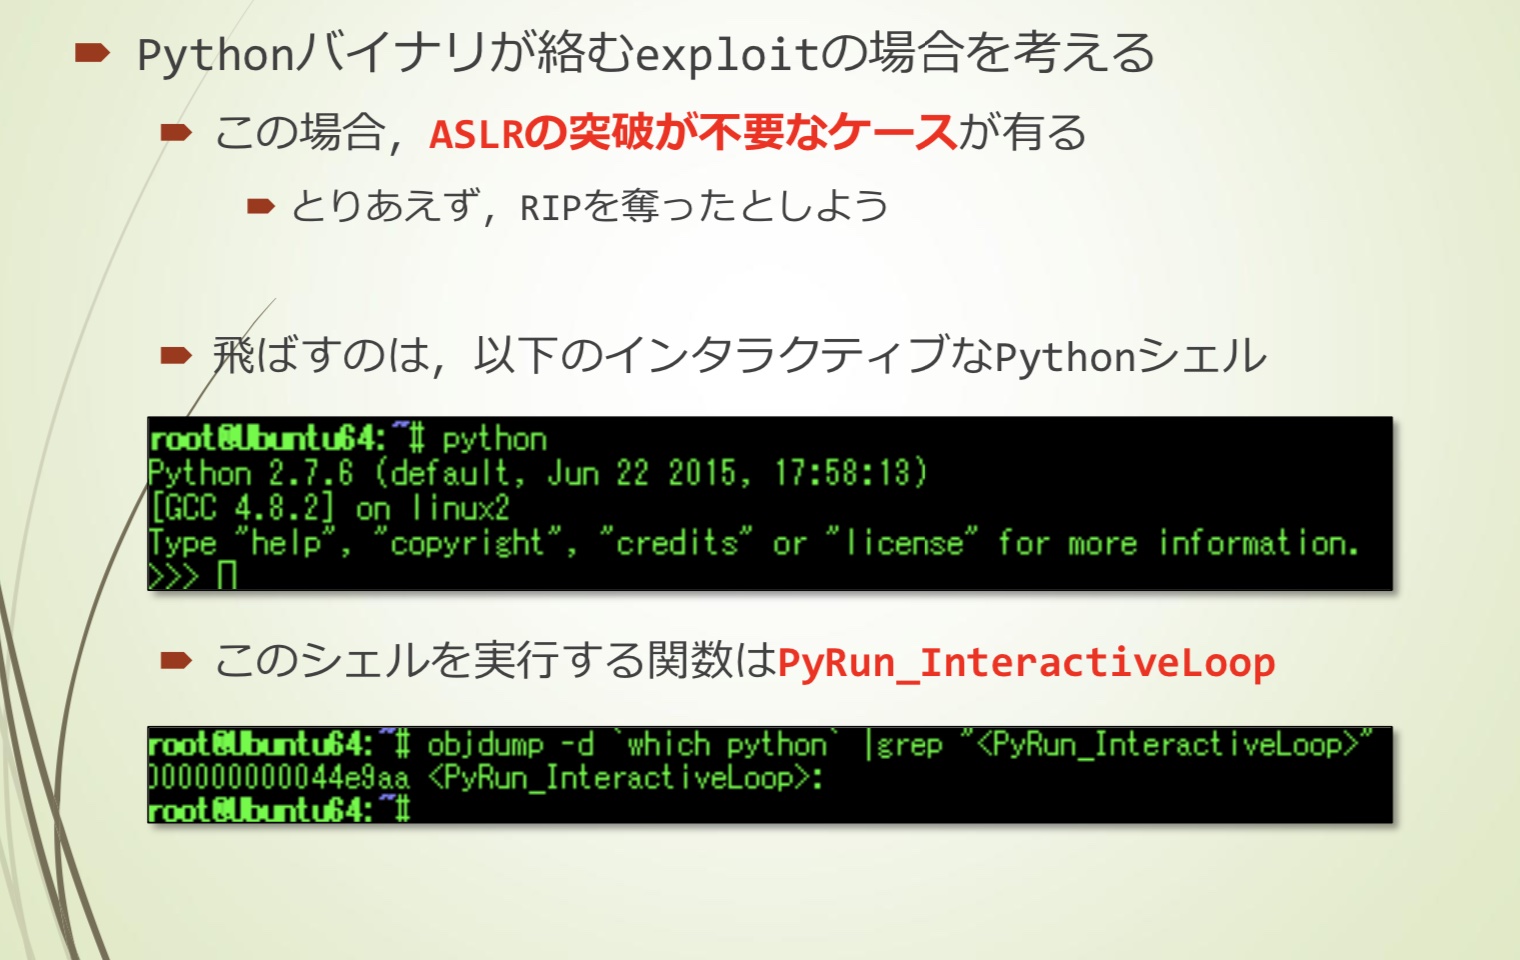 Pythonバイナリが絡むexploitの場合を考える
この場合，ASLRの突破が不要なケースが有る
とりあえず，RIPを奪ったとしよう
飛ばすのは，以下のインタラクティブなPythonシェル
root@Ubuntu64:~# python
Python 2.7.6 (default, Jun 22 2015, 17:58:13)
[GCC 4.8.2] on linux2
Type "help", "copyright", "credits" or "license" for more information.
>>>
このシェルを実行する関数はPyRun_InteractiveLoop
root@Ubuntu64:~# objdump -d `which python` |grep "<PyRun_InteractiveLoop>"
000000000044e9aa <PyRun_InteractiveLoop>:
root@Ubuntu64:~#